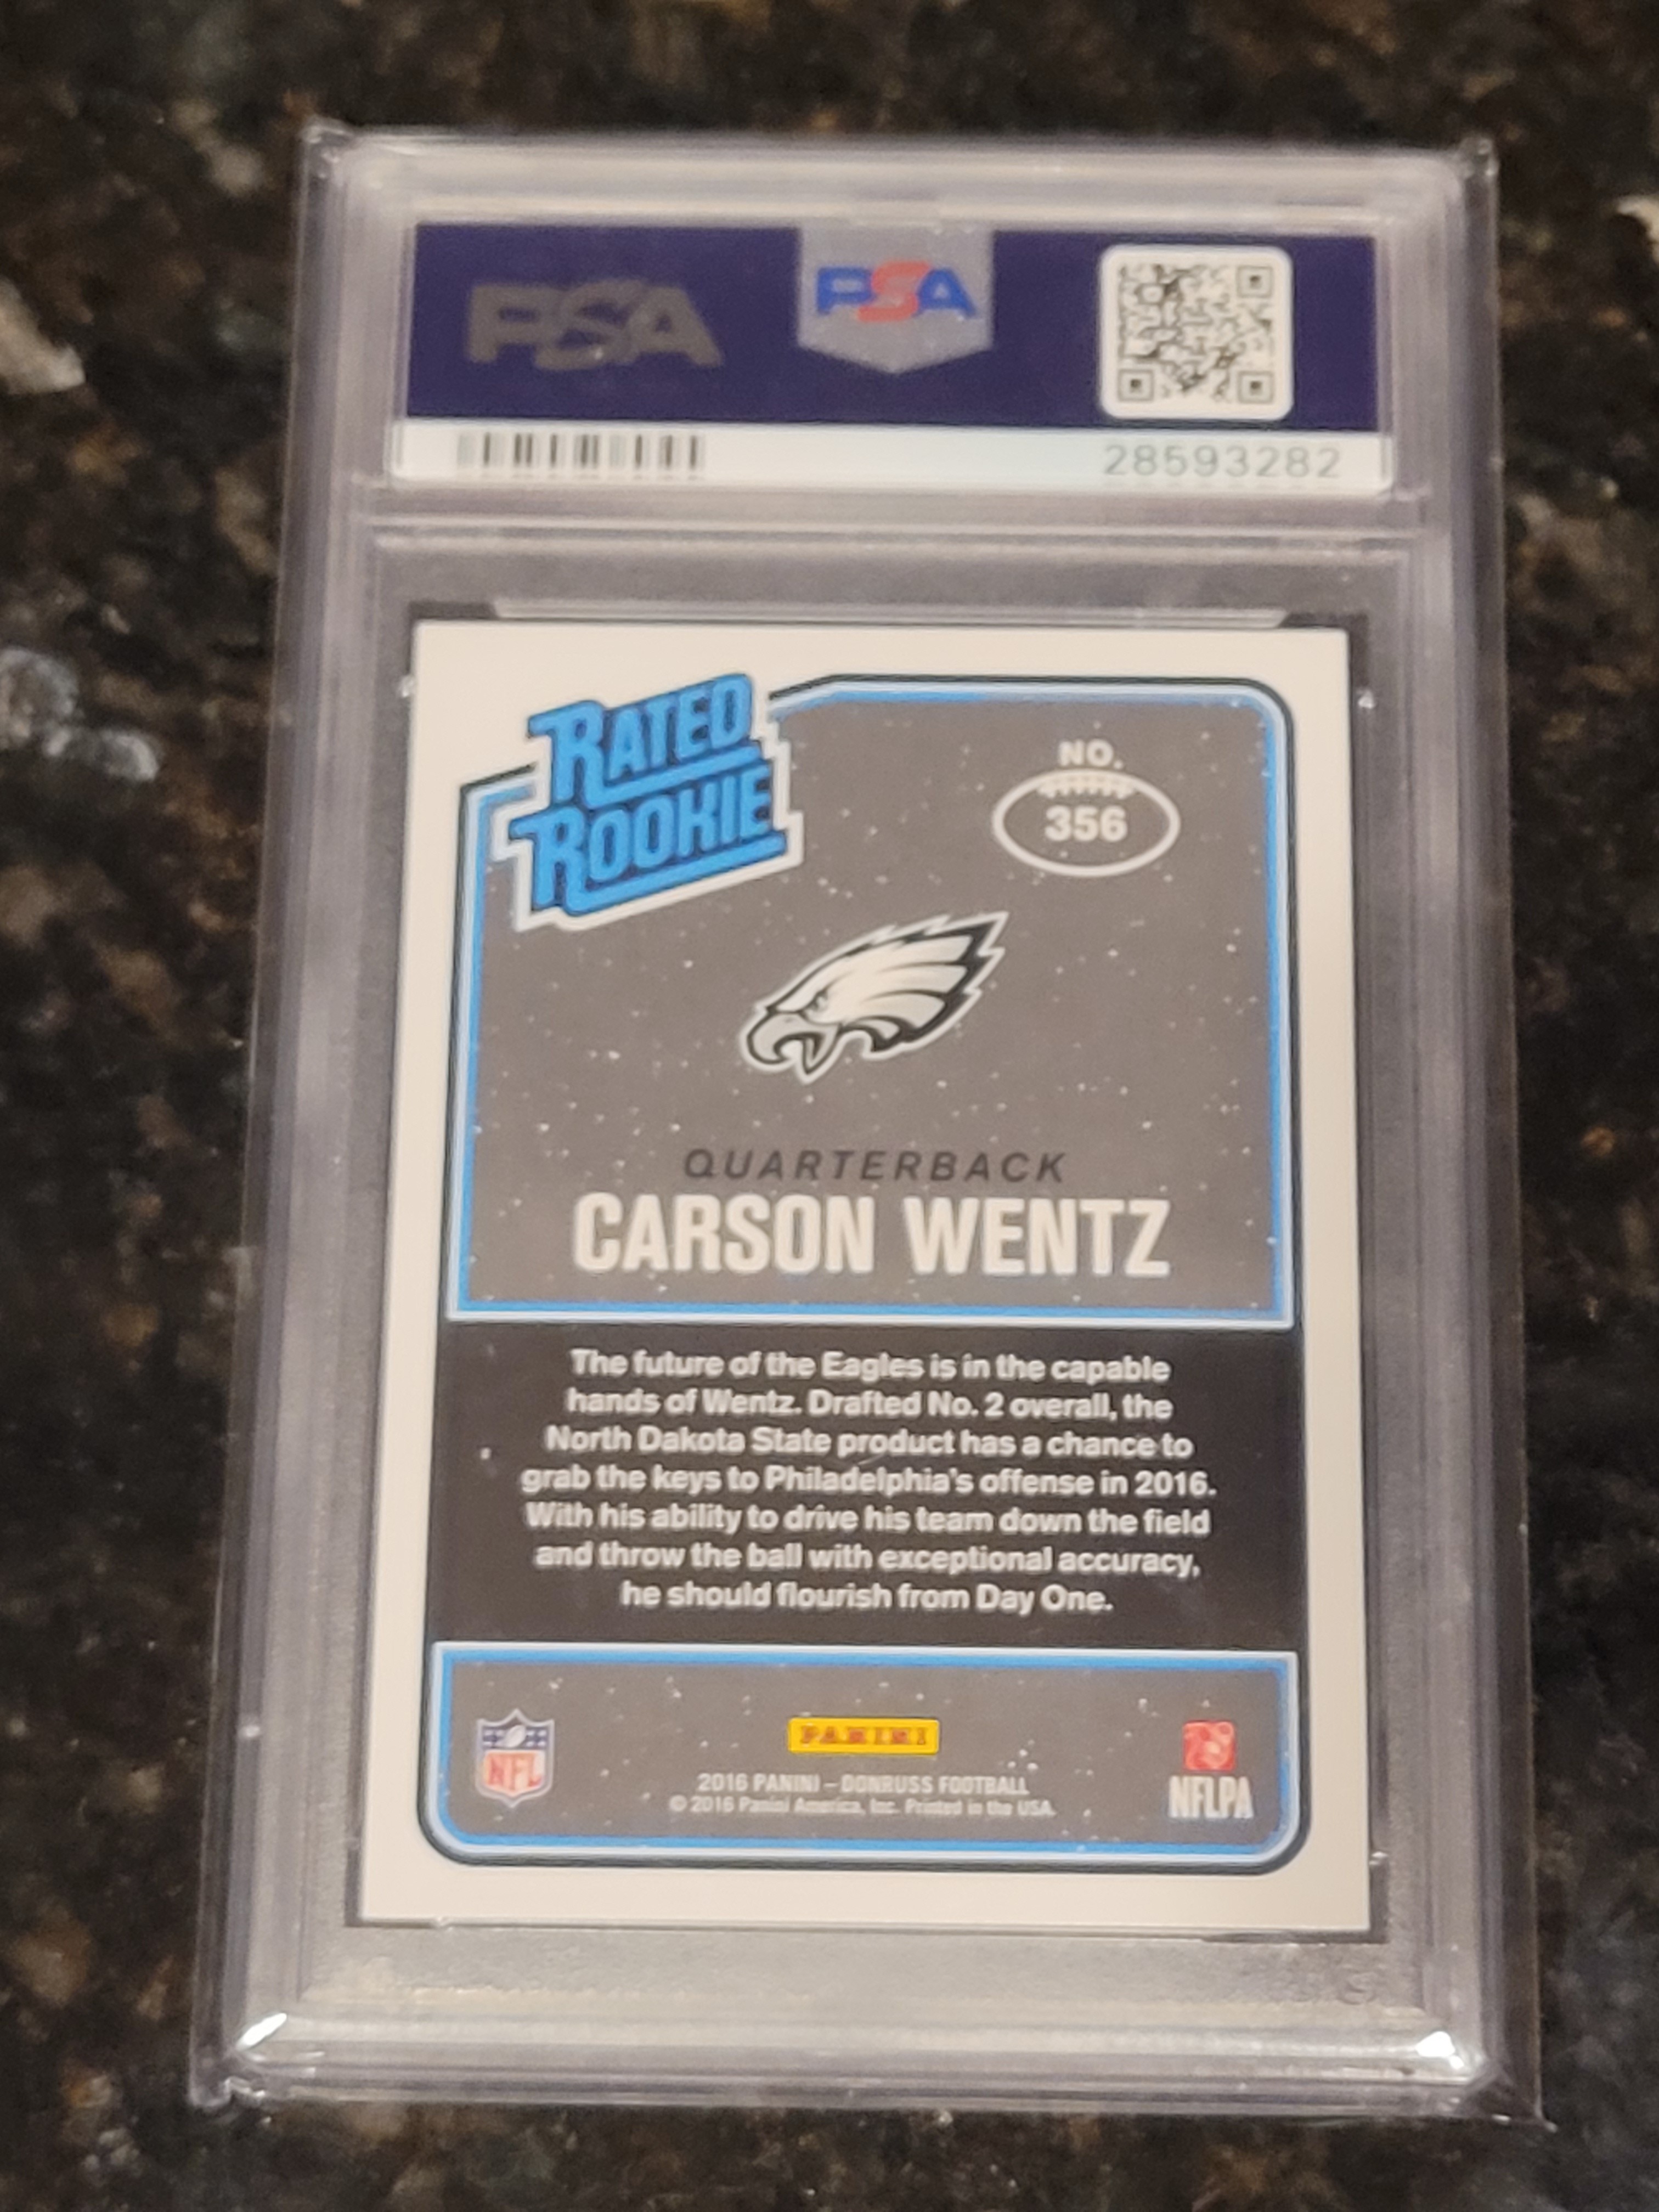 PSA
PSA
28593282
RATED
ROOKIE
NO.
356
QUARTERBACK
CARSON WENTZ
The future of the Eagles is in the capable
hands of Wentz. Drafted No. 2 overall, the
North Dakota State product has a chance to
grab the keys to Philadelphia's offense in 2016.
With his ability to drive his team down the field
and throw the ball with exceptional accuracy,
he should flourish from Day One.
NFL
PANINI
2016 PANINI – DONRUSS FOOTBALL
© 2016 Panini America, Inc. Printed in the USA.
NFLPA